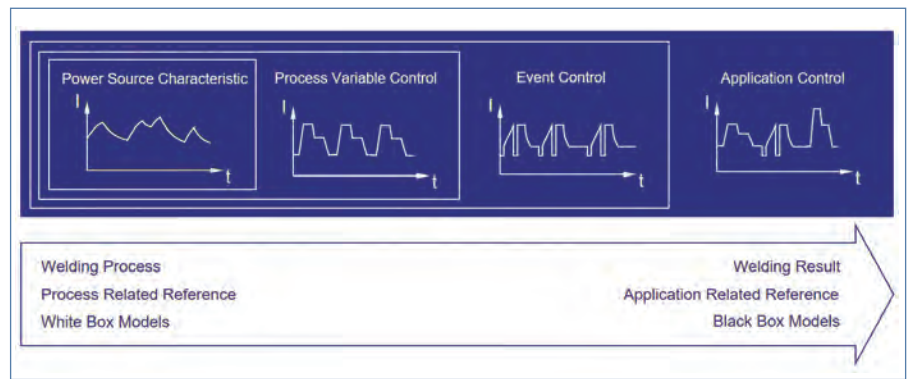 Power Source Characteristic
I
t
Process Variable Control
I
t
Event Control
I
t
Application Control
I
t
Welding Process
Welding Result
Process Related Reference
Application Related Reference
White Box Models
Black Box Models